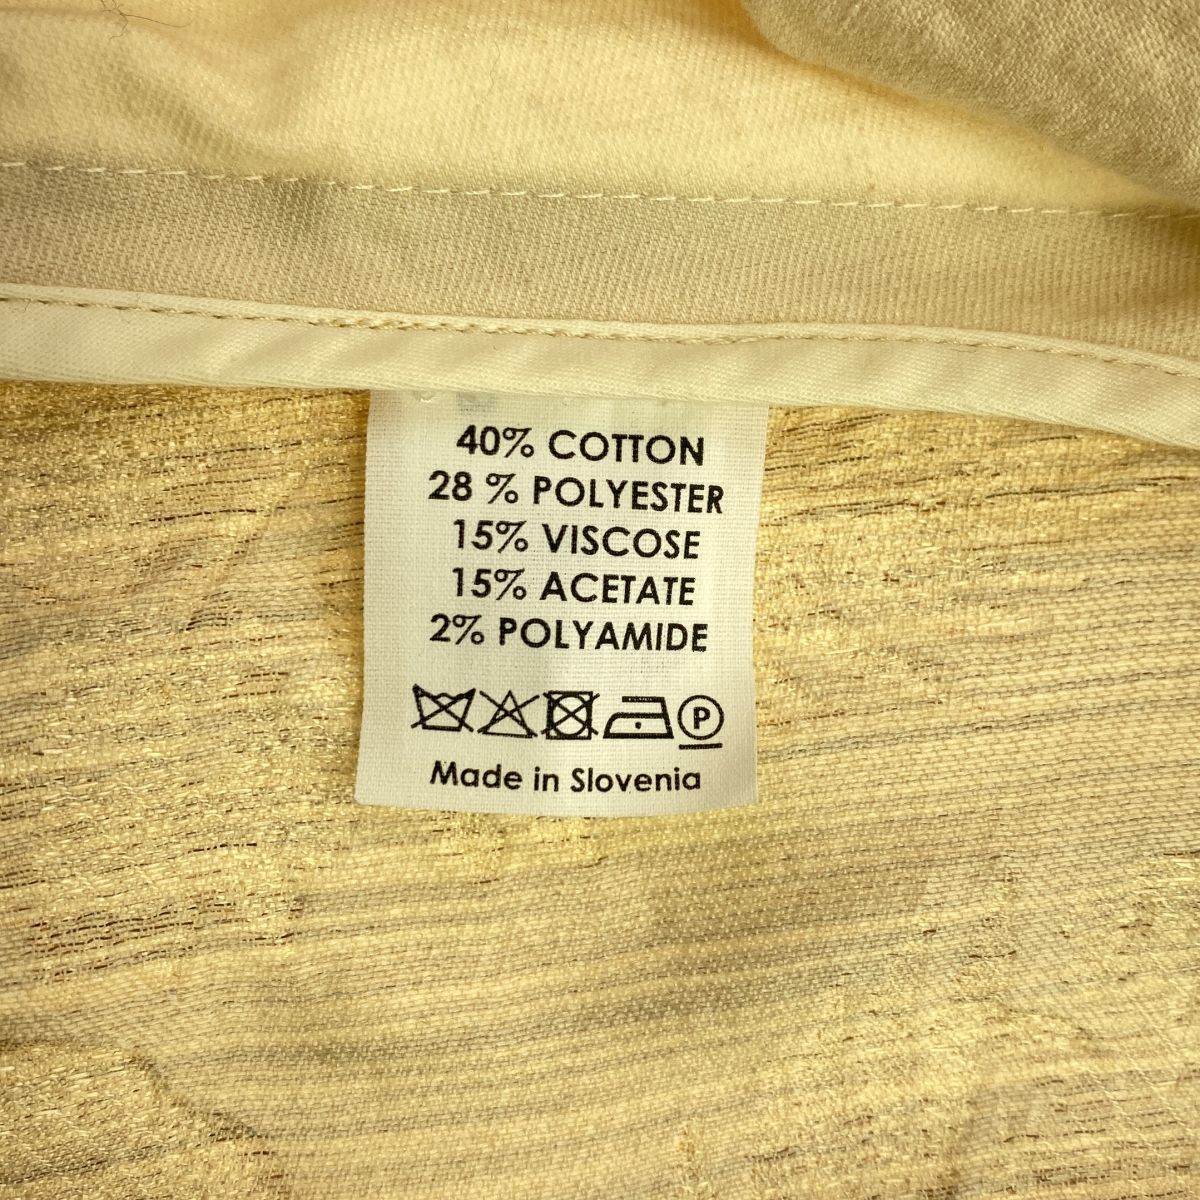 40% COTTON
28 % POLYESTER
15% VISCOSE
15% ACETATE
2% POLYAMIDE
P
Made in Slovenia